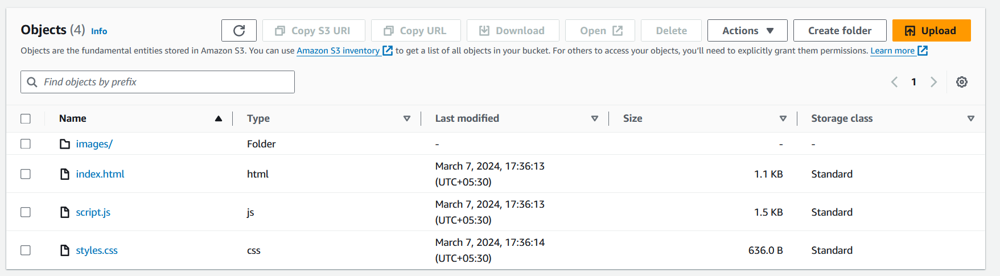 Objects (4) Info Copy S3 URI Copy URL Download Open Delete Actions Create folder Upload
Objects are the fundamental entities stored in Amazon S3. You can use Amazon S3 inventory to get a list of all objects in your bucket. For others to access your objects, you'll need to explicitly grant them permissions. Learn more
Find objects by prefix 1
Name Type Last modified Size Storage class
images/ Folder - - -
index.html html March 7, 2024, 17:36:13 (UTC+05:30) 1.1 KB Standard
script.js js March 7, 2024, 17:36:13 (UTC+05:30) 1.5 KB Standard
styles.css css March 7, 2024, 17:36:14 (UTC+05:30) 636.0 B Standard